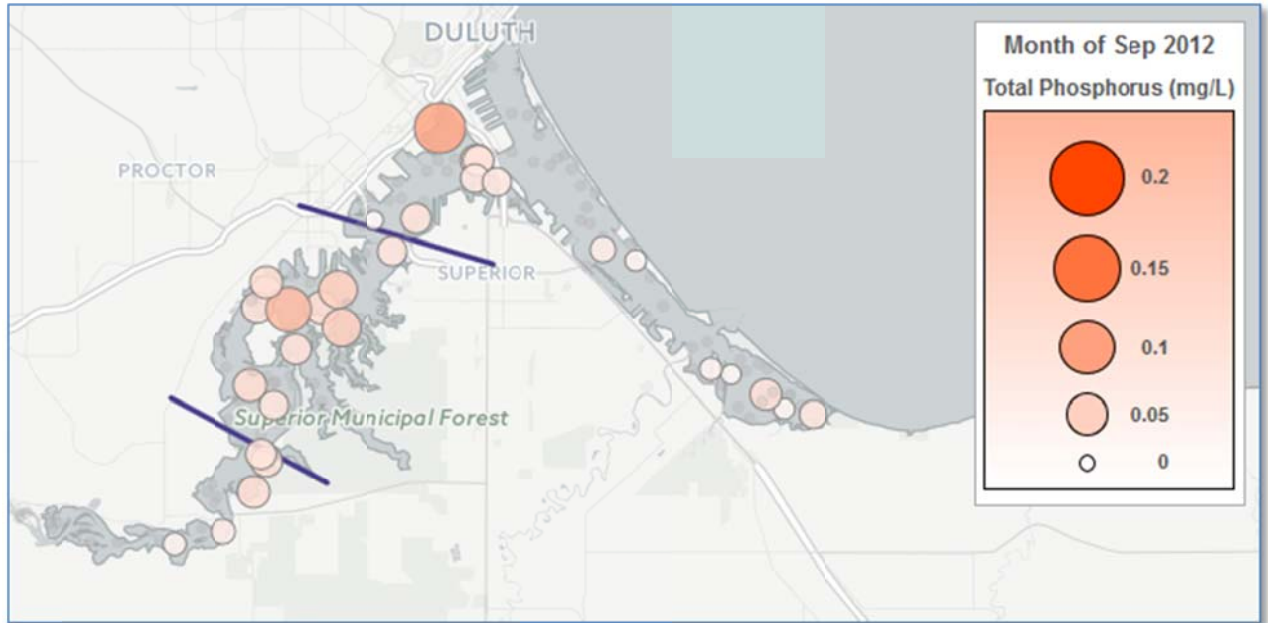 DULUTH
PROCTOR
SUPERIOR
Superior Municipal Forest
Month of Sep 2012
Total Phosphorus (mg/L)
0.2
0.15
0.1
0.05
0